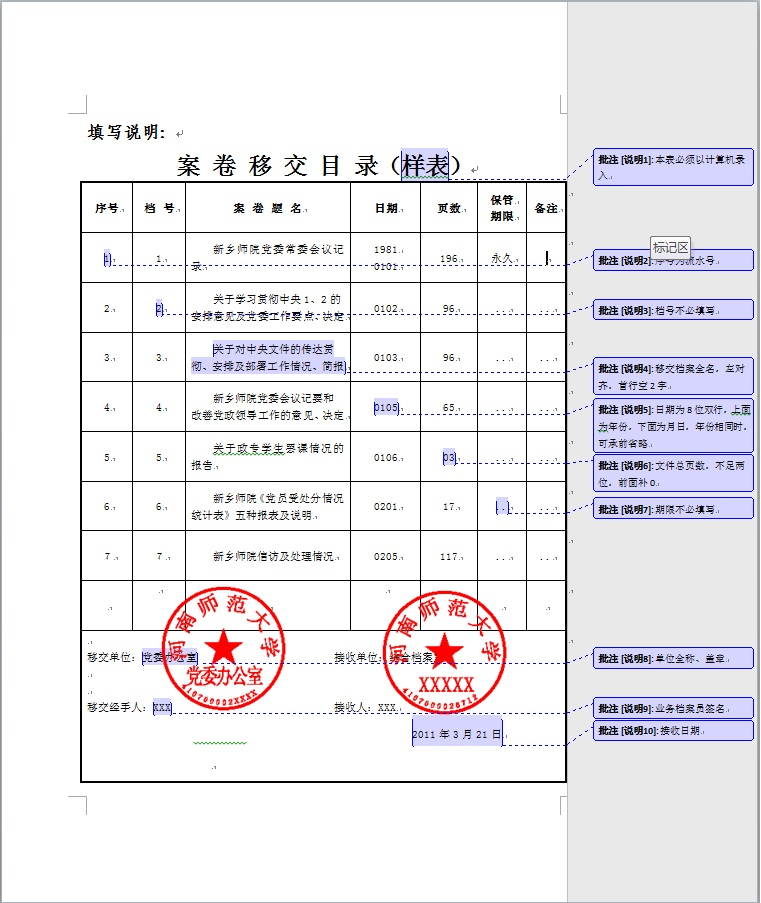 填写说明:
案 卷 移 交 目 录（样表）
序号 档 号 案 卷 题 名 日期 页数 保管期限 备注
1 1. 新乡师院党委常委会议记 1981 196. 永久
录. 0101
2. 2 关于学习贯彻中央1、2的 0102 96. ... ...
安排意见及党委工作要点、决定
3. 3. 关于对中央文件的传达贯 0103 96. ... ...
彻、安排及部署工作情况、简报
4. 4. 新乡师院党委会议记要和 0105 65. ... ...
改善党政领导工作的意见、决定
5. 5. 关于政专学生思课情况的 0106 03 ... ...
报告
6. 6. 新乡师院《党员受处分情况 0201 17. ... ...
统计表》五种报表及说明.
7 7 新乡师院信访及处理情况. 0205 117. ... ...
移交单位: 党委办公室 接收单位: 综合档案
移交经手人: XXX 接收人: XXX
2011 年 3 月 21 日
河南师范大学
党委办公室
410760002XXXX
河南师范大学
XXXXX
批注 [说明1]: 本表必须以计算机录
入.
标记区
批注 [说明2]: 序号为流水号
批注 [说明3]: 档号不必填写
批注 [说明4]: 移交档案全名，左对
齐，首行空2字
批注 [说明5]: 日期为8位双行，上面
为年份，下面为月日，年份相同时，
可承前省略
批注 [说明6]: 文件总页数，不足两
位，前面补0
批注 [说明7]: 期限不必填写
批注 [说明8]: 单位全称、盖章
批注 [说明9]: 业务档案员签名
批注 [说明10]: 接收日期